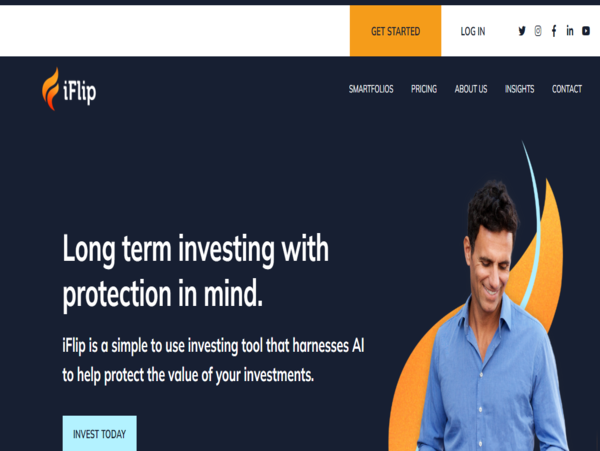 GET STARTED
LOG IN
iFlip
SMARTFOLIOS
PRICING
ABOUT US
INSIGHTS
CONTACT
Long term investing with
protection in mind.
iFlip is a simple to use investing tool that harnesses AI
to help protect the value of your investments.
INVEST TODAY